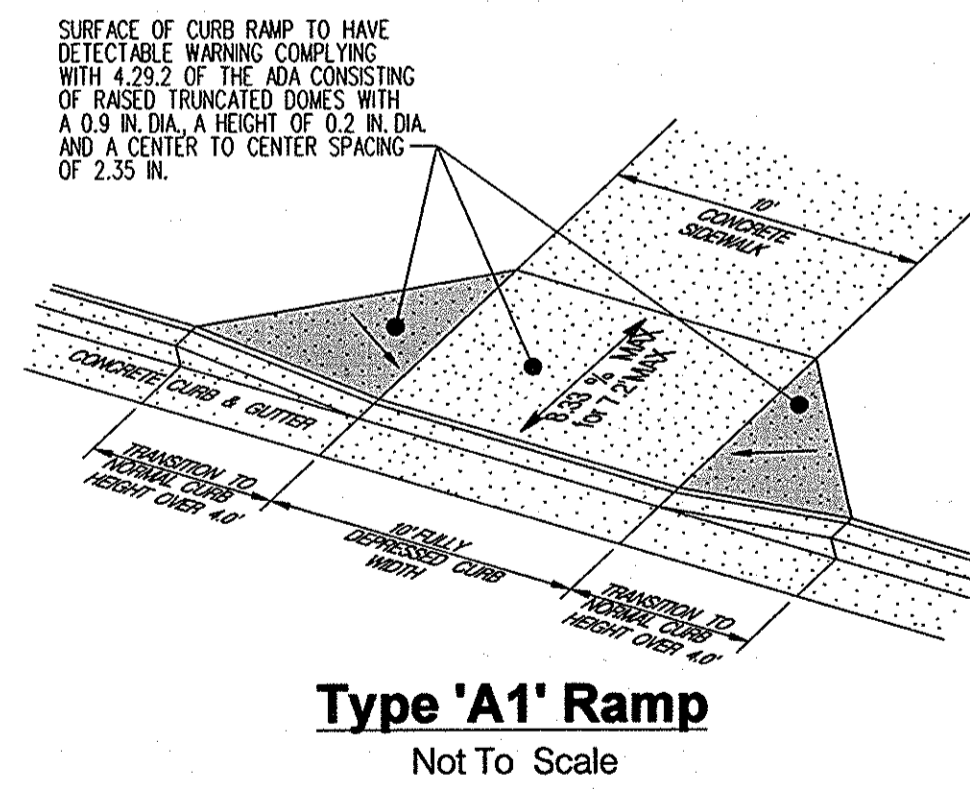 SURFACE OF CURB RAMP TO HAVE
DETECTABLE WARNING COMPLYING
WITH 4.29.2 OF THE ADA CONSISTING
OF RAISED TRUNCATED DOMES WITH
A 0.9 IN. DIA., A HEIGHT OF 0.2 IN. DIA.
AND A CENTER TO CENTER SPACING
OF 2.35 IN.
10'
CONCRETE
SIDEWALK
8.33 % MAX
for 7.2' MAX
CONCRETE CURB & GUTTER
TRANSITION TO
NORMAL CURB
HEIGHT OVER 4.0'
10' FULLY
DEPRESSED CURB
WIDTH
TRANSITION TO
NORMAL CURB
HEIGHT OVER 4.0'
Type 'A1' Ramp
Not To Scale